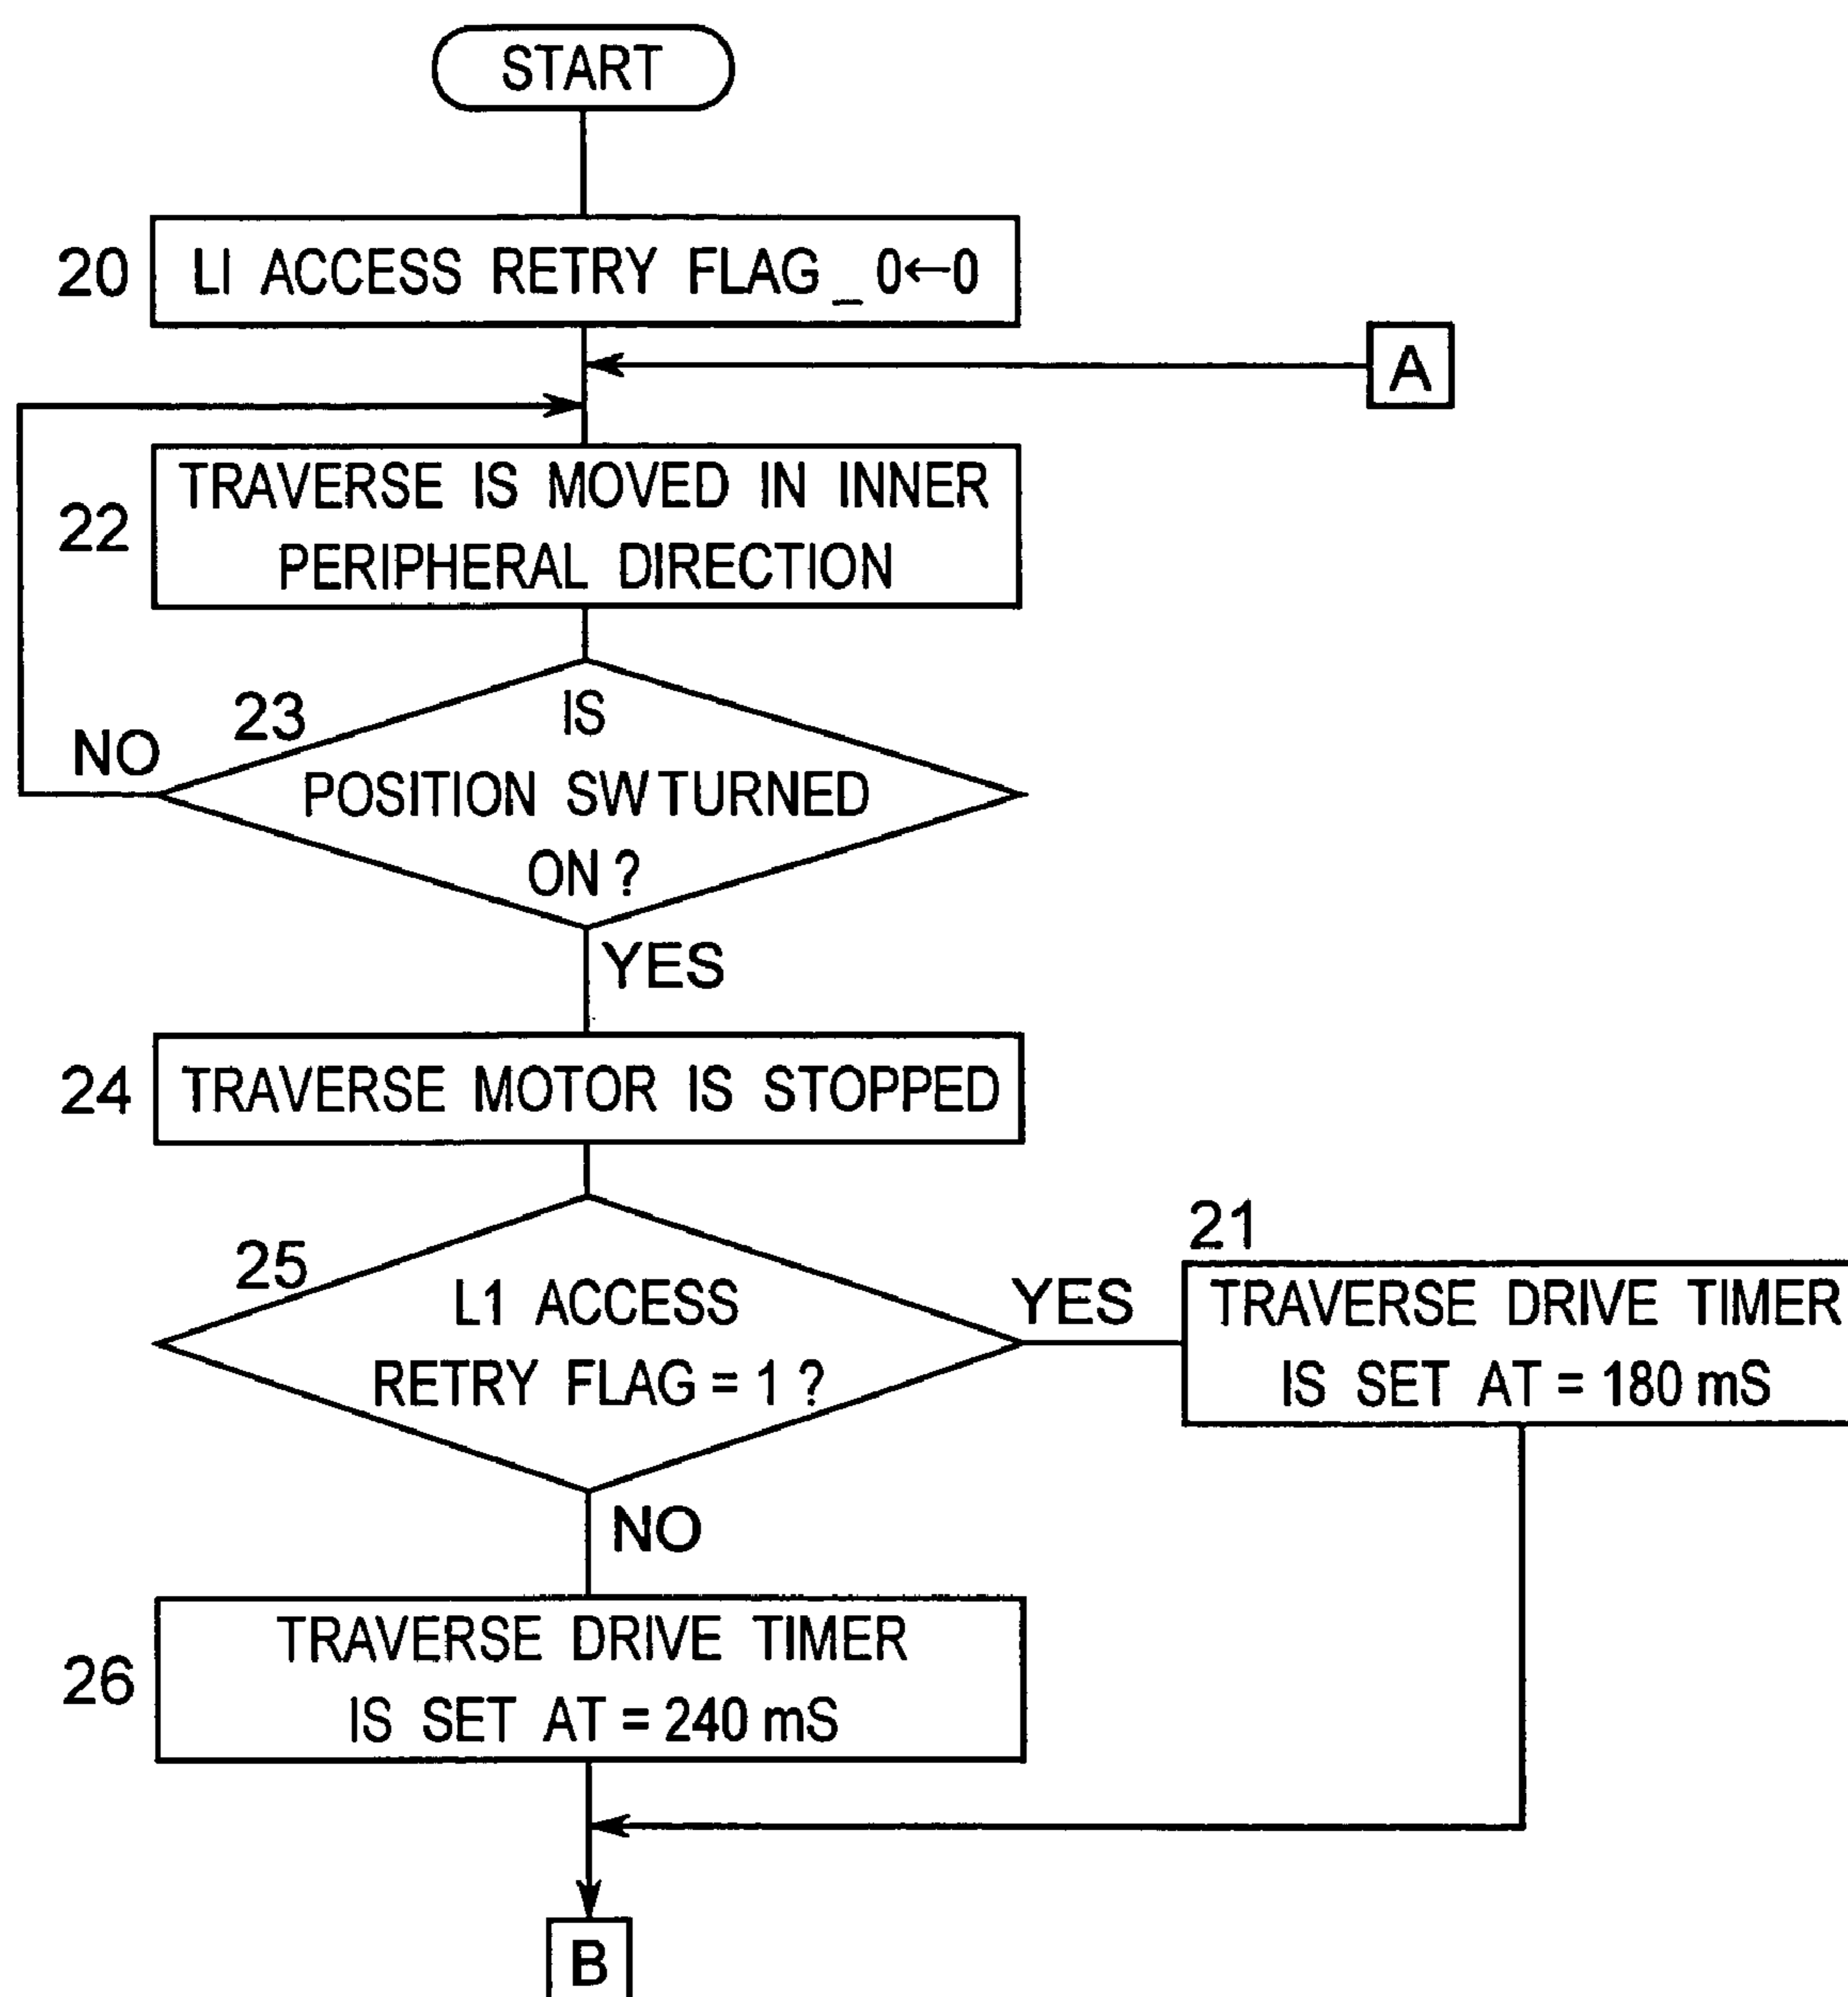 START
20
LI ACCESS RETRY FLAG_0←0
A
22
TRAVERSE IS MOVED IN INNER
PERIPHERAL DIRECTION
23
IS
POSITION SW TURNED
ON?
NO
YES
24
TRAVERSE MOTOR IS STOPPED
25
L1 ACCESS
RETRY FLAG = 1?
YES
21
TRAVERSE DRIVE TIMER
IS SET AT = 180 mS
NO
26
TRAVERSE DRIVE TIMER
IS SET AT = 240 mS
B